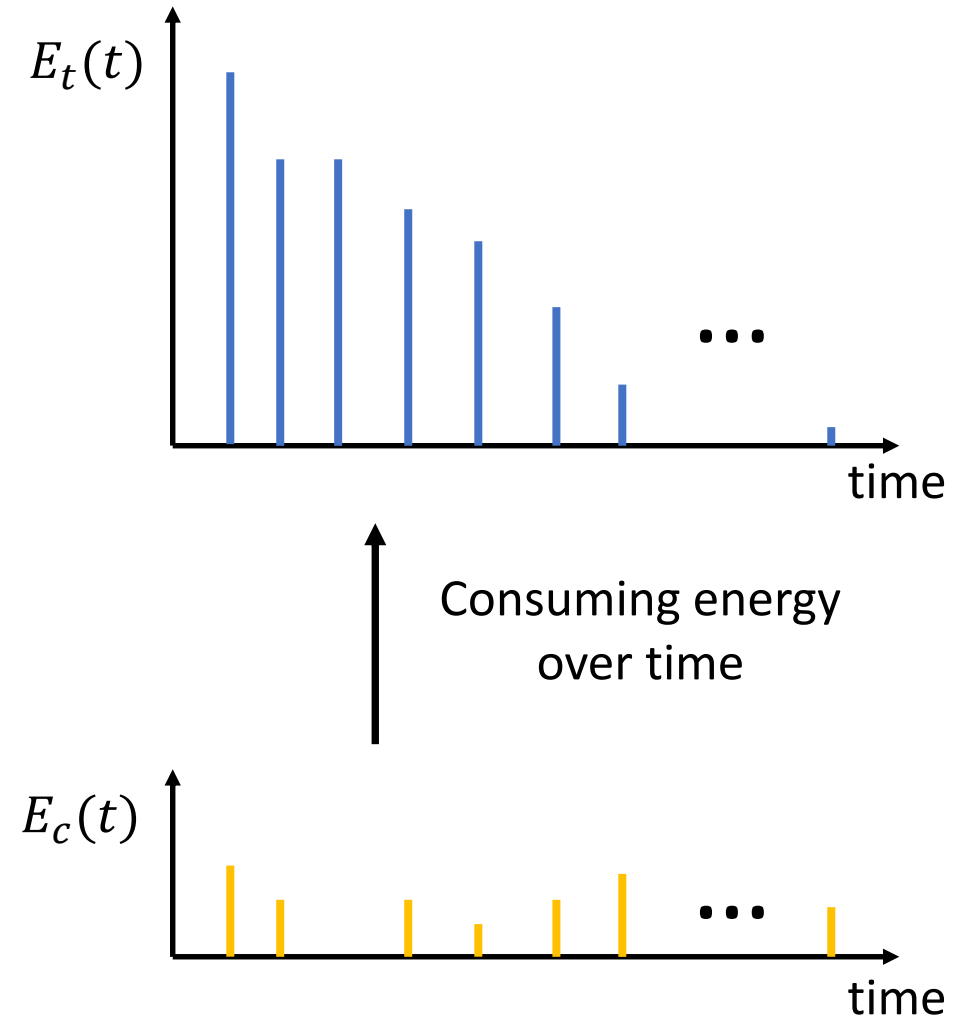 E_t(t)
...
time
Consuming energy
over time
E_c(t)
...
time